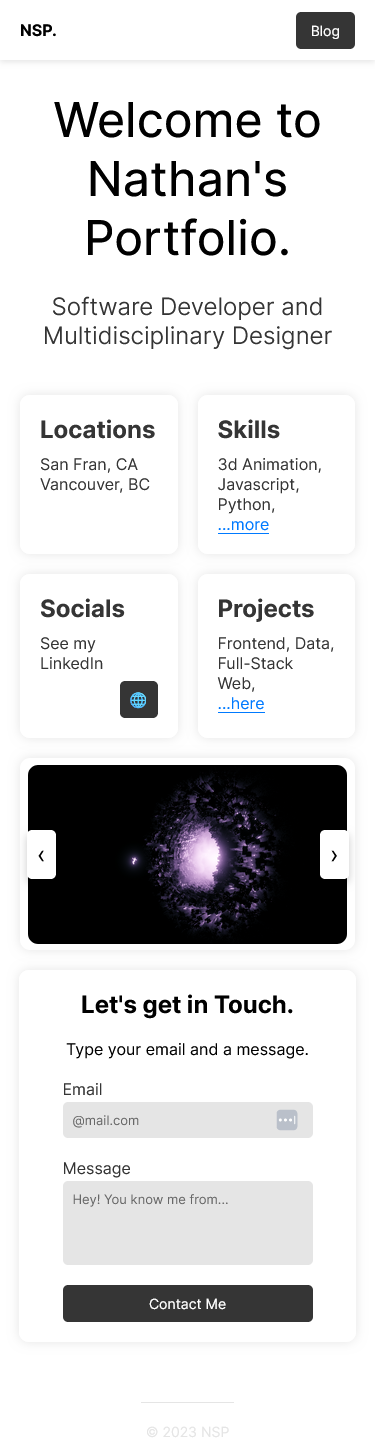 NSP.
Blog
Welcome to
Nathan's
Portfolio.
Software Developer and
Multidisciplinary Designer
Locations
San Fran, CA
Vancouver, BC
Skills
3d Animation,
Javascript,
Python,
...more
Socials
See my
LinkedIn
Projects
Frontend, Data,
Full-Stack
Web,
...here
‹
›
Let's get in Touch.
Type your email and a message.
Email
@mail.com
Message
Hey! You know me from...
Contact Me
© 2023 NSP